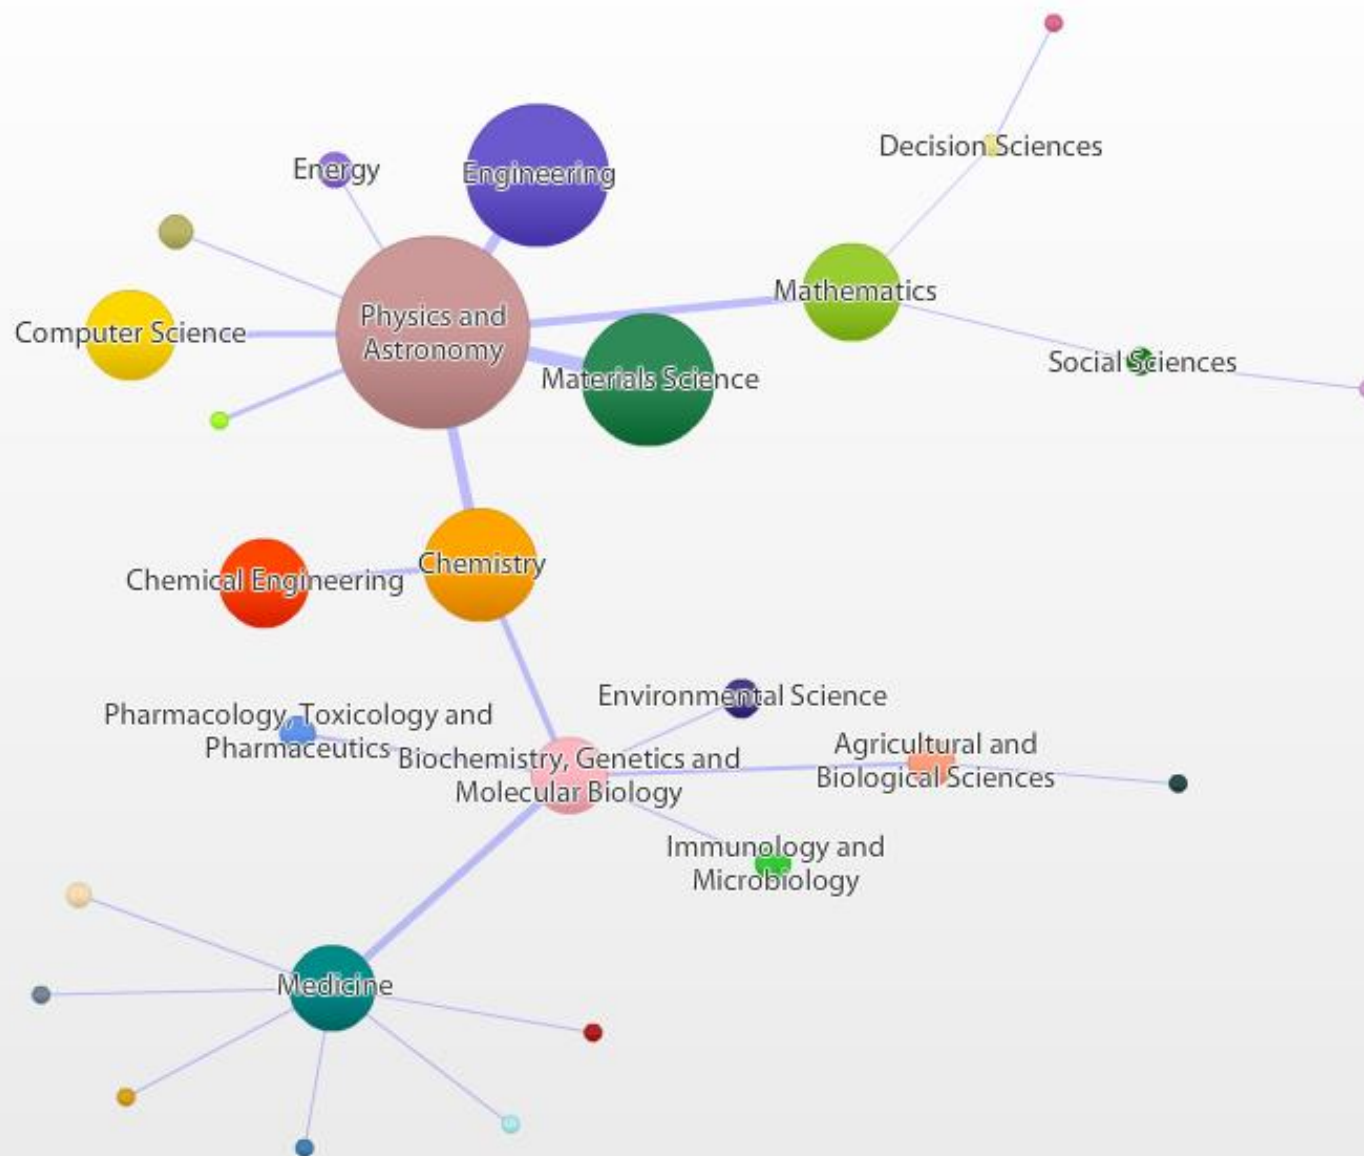 Decision Sciences
Energy
Engineering
Mathematics
Physics and
Astronomy
Computer Science
Social Sciences
Materials Science
Chemistry
Chemical Engineering
Environmental Science
Pharmacology, Toxicology and
Pharmaceutics
Biochemistry, Genetics and
Molecular Biology
Agricultural and
Biological Sciences
Immunology and
Microbiology
Medicine